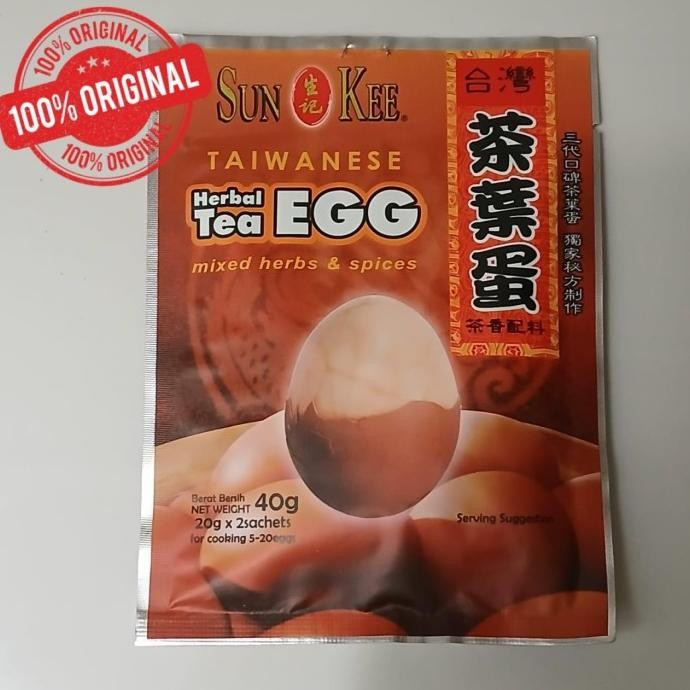 100% ORIGINAL
100% ORIGINAL
100% ORIGINAL
SUN 生记 KEE®
TAIWANESE
Herbal
Tea EGG
mixed herbs & spices
台灣
茶葉蛋
茶香配料
三代口碑茶葉蛋 獨家秘方制作
Berat Bersih
NET WEIGHT 40g
20g x 2sachets
for cooking 5-20eggs
Serving Suggestion